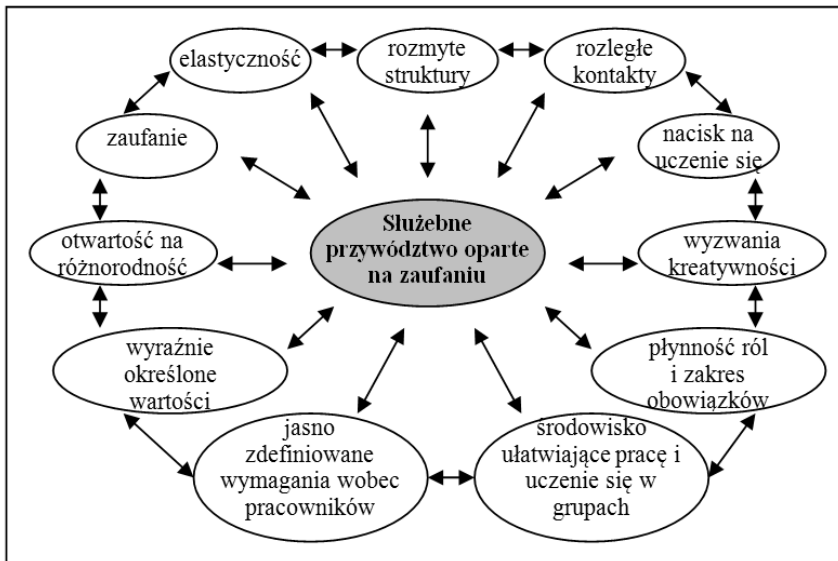 elastyczność
rozmyte
struktury
rozległe
kontakty
zaufanie
nacisk na
uczenie się
otwartość na
różnorodność
Służebne
przywództwo oparte
na zaufaniu
wyzwania
kreatywności
wyraźnie
określone
wartości
płynność ról
i zakres
obowiązków
jasno
zdefiniowane
wymagania wobec
pracowników
środowisko
ułatwiające pracę i
uczenie się w
grupach